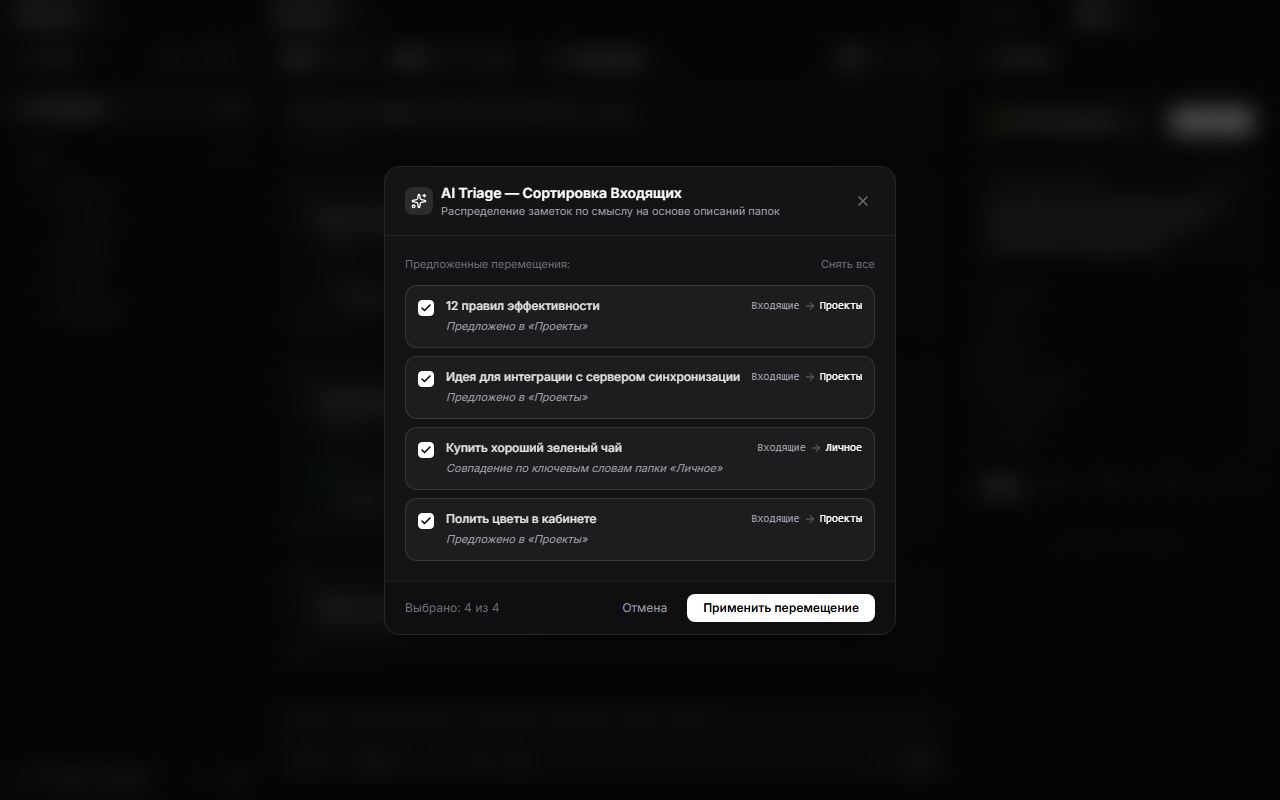 AI Triage — Сортировка Входящих
Распределение заметок по смыслу на основе описаний папок
Предложенные перемещения:
Снять все
12 правил эффективности
Входящие → Проекты
Предложено в «Проекты»
Идея для интеграции с сервером синхронизации
Входящие → Проекты
Предложено в «Проекты»
Купить хороший зеленый чай
Входящие → Личное
Совпадение по ключевым словам папки «Личное»
Полить цветы в кабинете
Входящие → Проекты
Предложено в «Проекты»
Выбрано: 4 из 4
Отмена
Применить перемещение